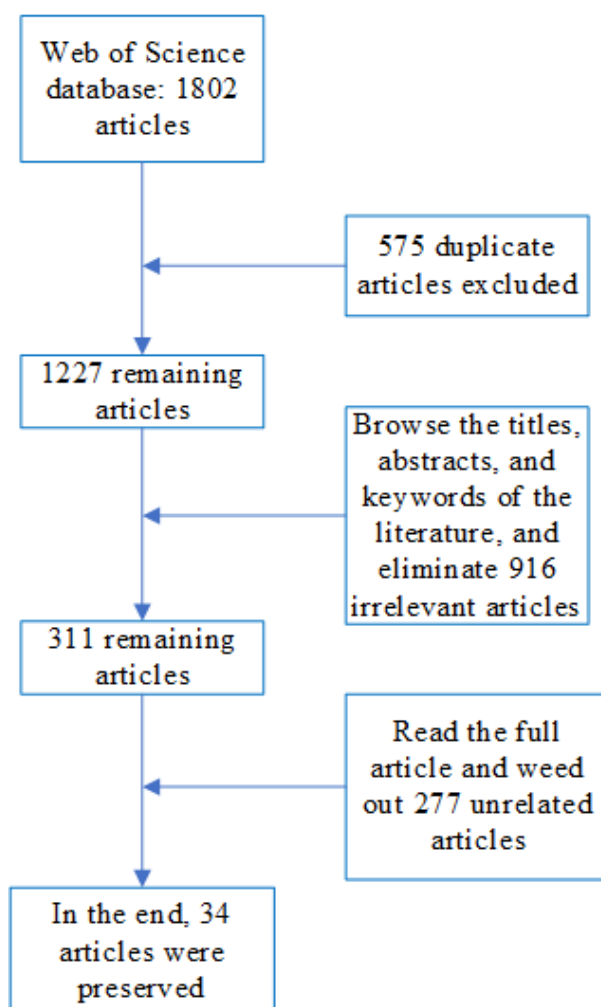 Web of Science
database: 1802
articles
575 duplicate
articles excluded
1227 remaining
articles
Browse the titles,
abstracts, and
keywords of the
literature, and
eliminate 916
irrelevant articles
311 remaining
articles
Read the full
article and weed
out 277 unrelated
articles
In the end, 34
articles were
preserved